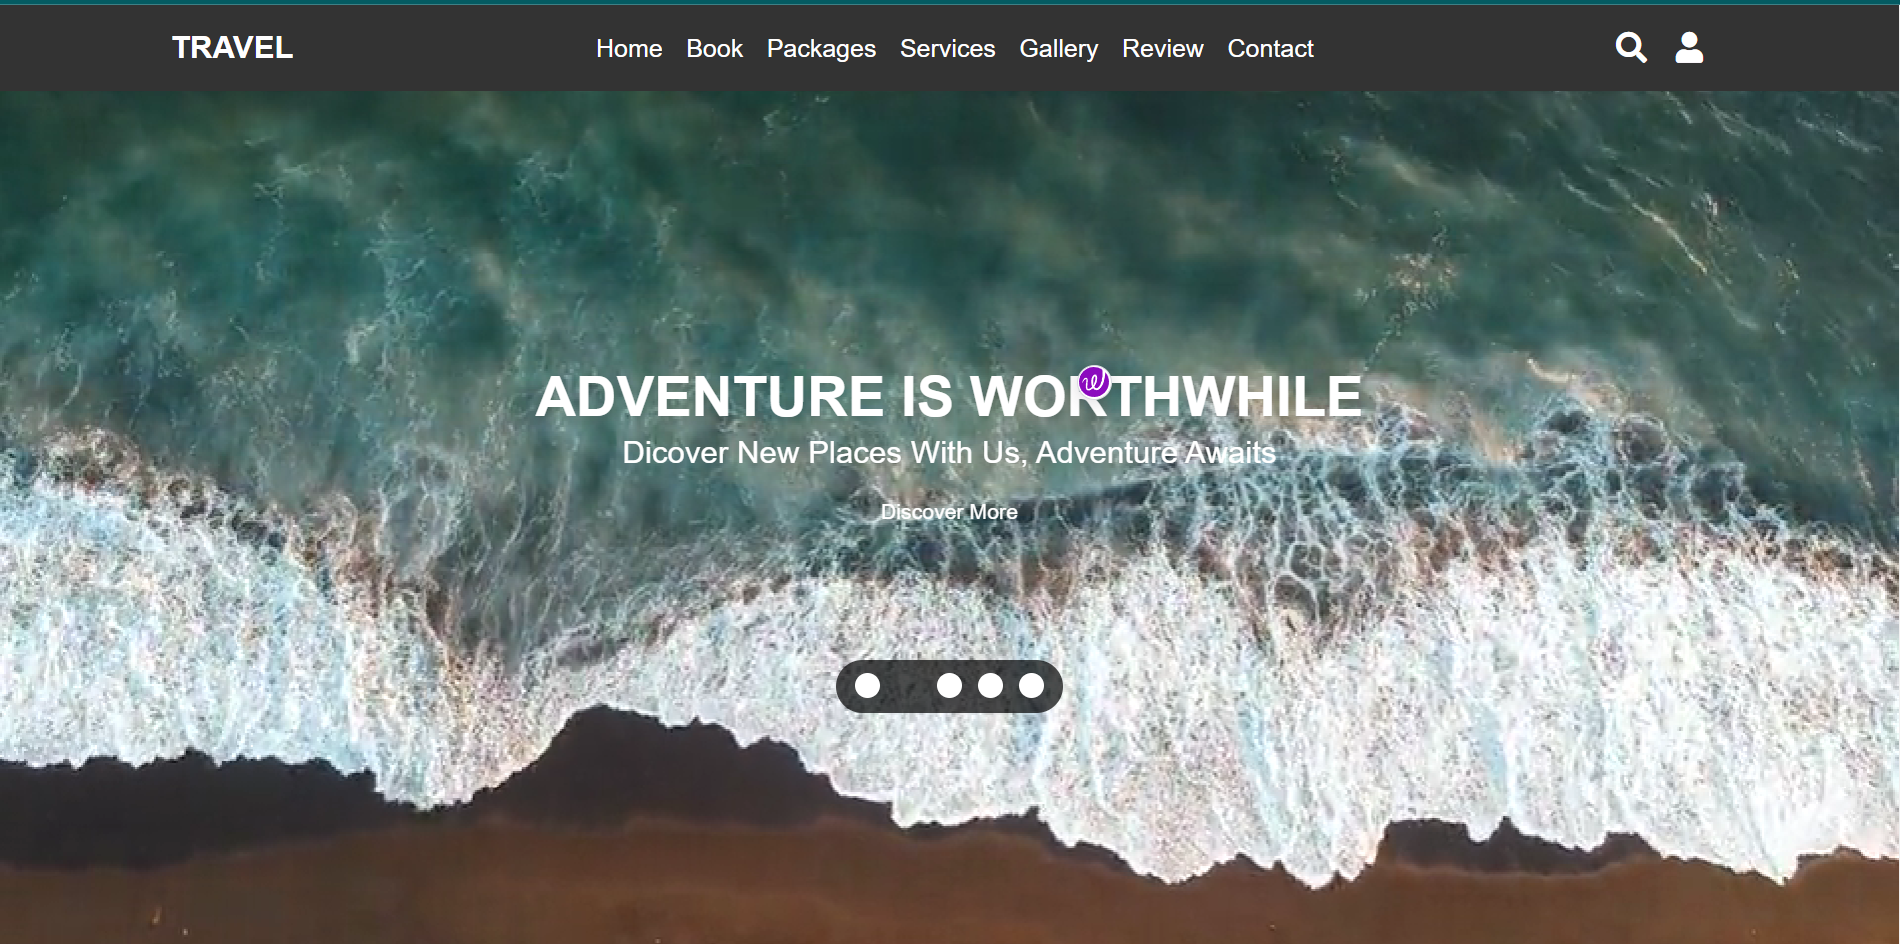 TRAVEL
Home Book Packages Services Gallery Review Contact
ADVENTURE IS WORTHWHILE
Dicover New Places With Us, Adventure Awaits
Discover More